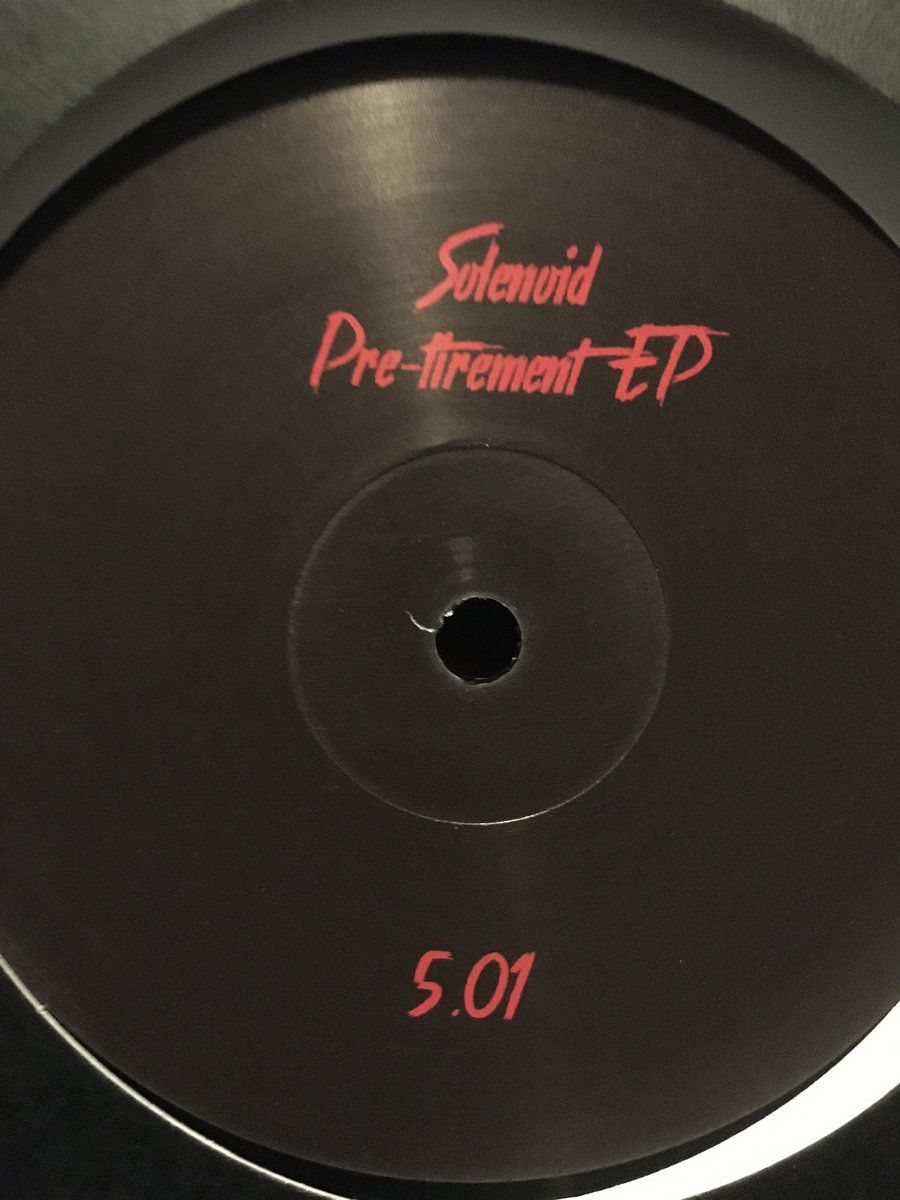 Solenoid
Pre-tirement EP
5.01